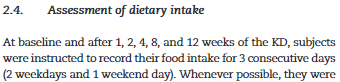 2.4. Assessment of dietary intake
At baseline and after 1, 2, 4, 8, and 12 weeks of the KD, subjects
were instructed to record their food intake for 3 consecutive days
(2 weekdays and 1 weekend day). Whenever possible, they were